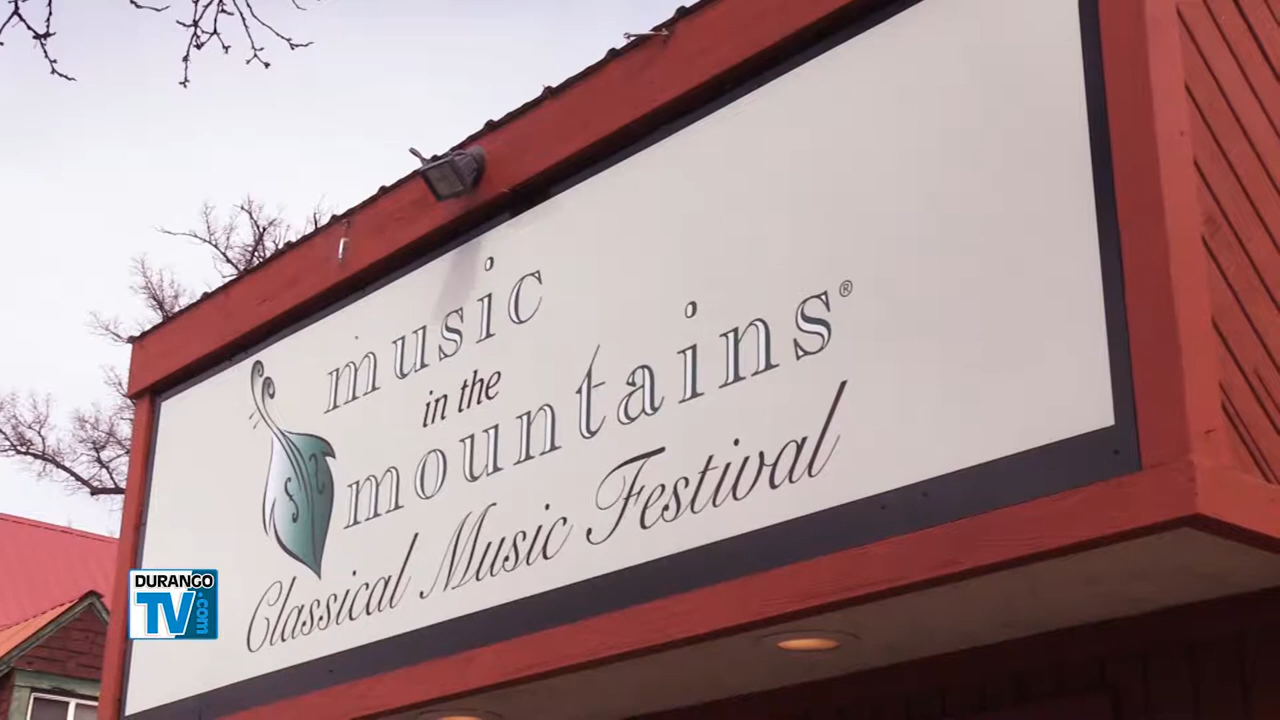 music
in the
mountains®
Classical Music Festival
DURANGO
TV.com